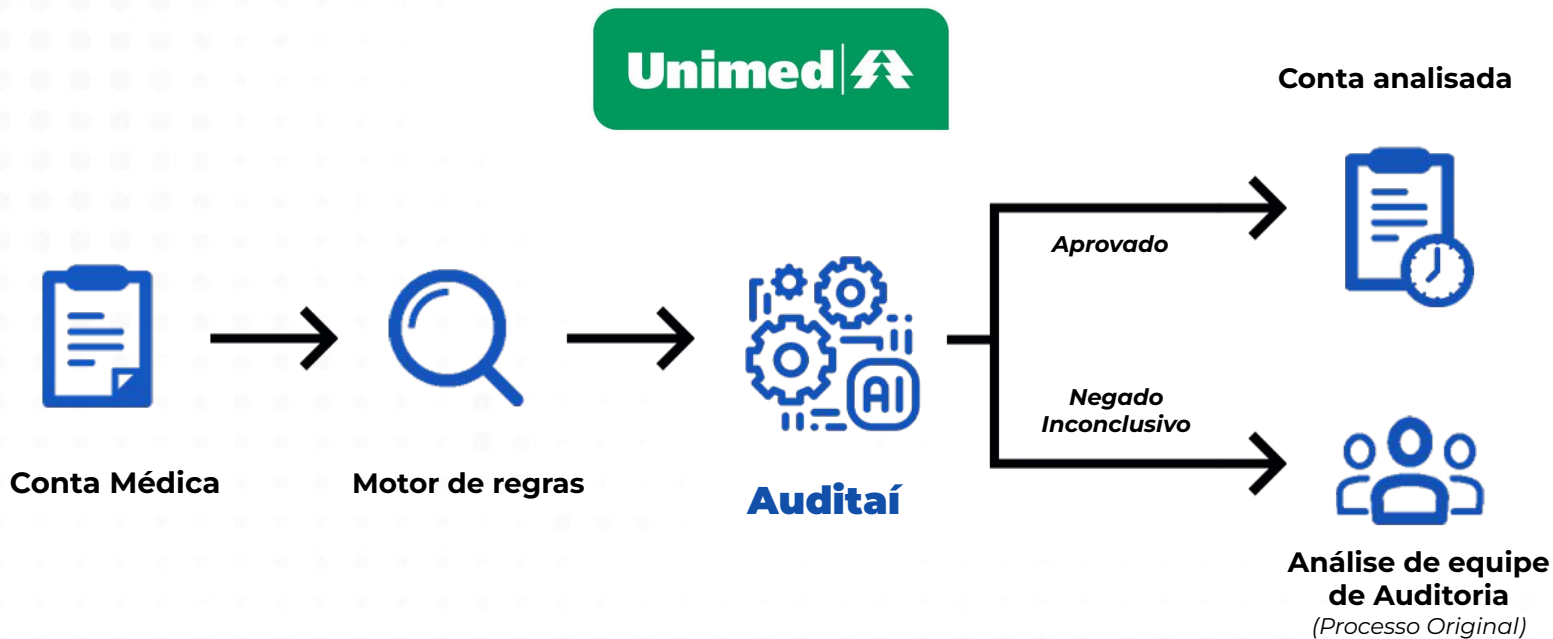 Unimed
Conta analisada
Aprovado
AI
Negado
Inconclusivo
Conta Médica
Motor de regras
Auditaí
Análise de equipe
de Auditoria
(Processo Original)